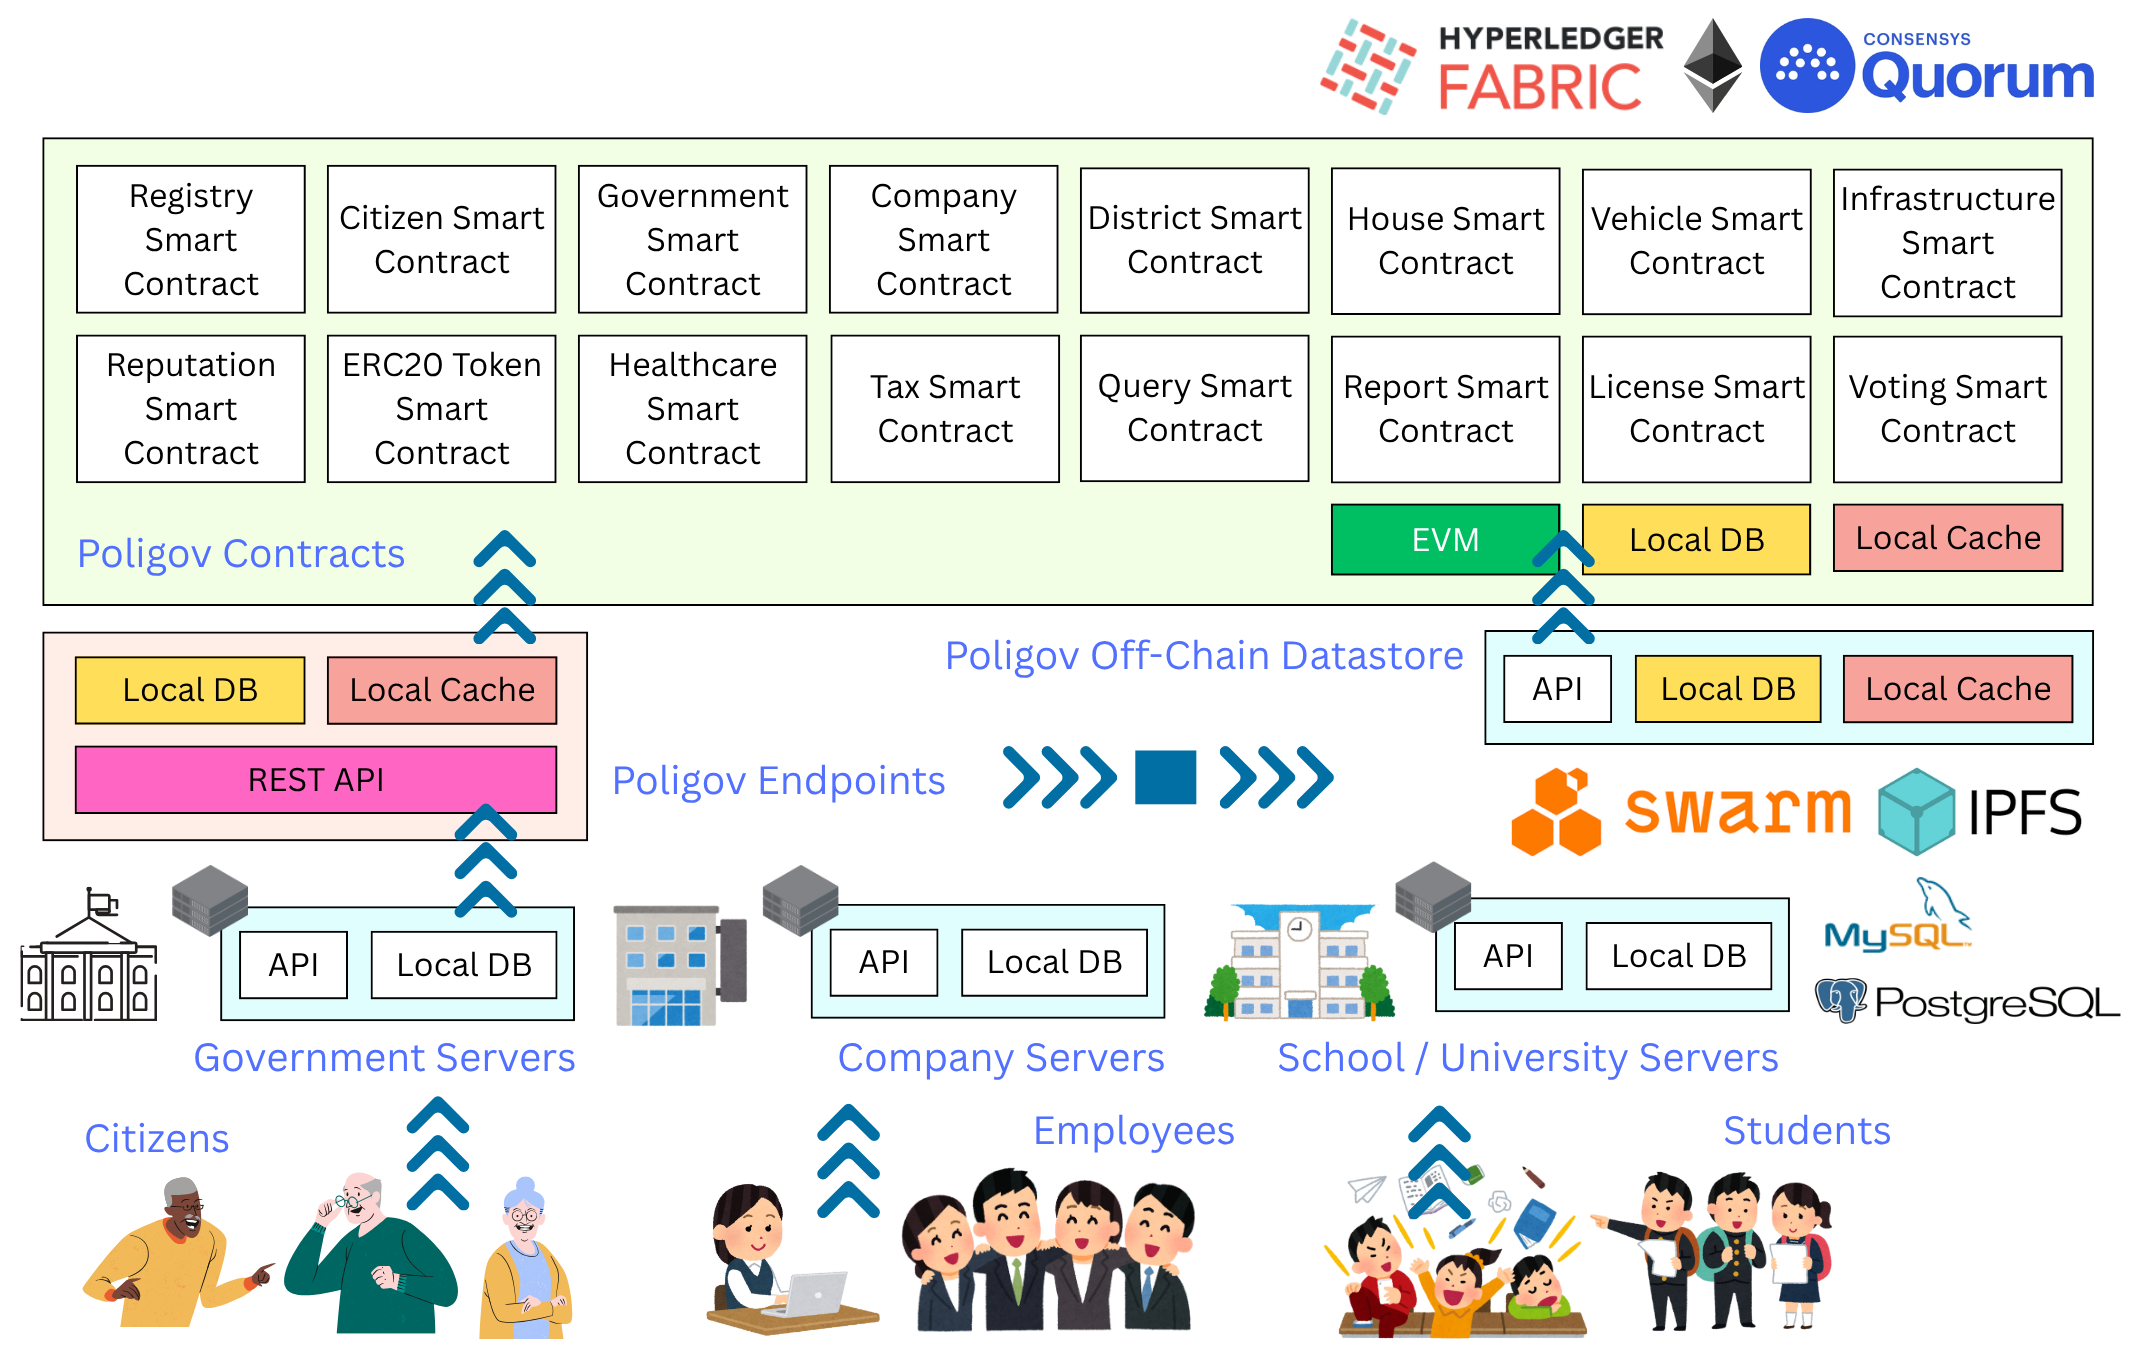 HYPERLEDGER
FABRIC
CONSENSYS
Quorum
Registry
Smart
Contract
Citizen Smart
Contract
Government
Smart
Contract
Company
Smart
Contract
District Smart
Contract
House Smart
Contract
Vehicle Smart
Contract
Infrastructure
Smart
Contract
Reputation
Smart
Contract
ERC20 Token
Smart
Contract
Healthcare
Smart
Contract
Tax Smart
Contract
Query Smart
Contract
Report Smart
Contract
License Smart
Contract
Voting Smart
Contract
Poligov Contracts
EVM
Local DB
Local Cache
Local DB
Local Cache
REST API
Poligov Off-Chain Datastore
API
Local DB
Local Cache
Poligov Endpoints
swarm
IPFS
API
Local DB
API
Local DB
API
Local DB
MySQL
PostgreSQL
Government Servers
Company Servers
School / University Servers
Citizens
Employees
Students